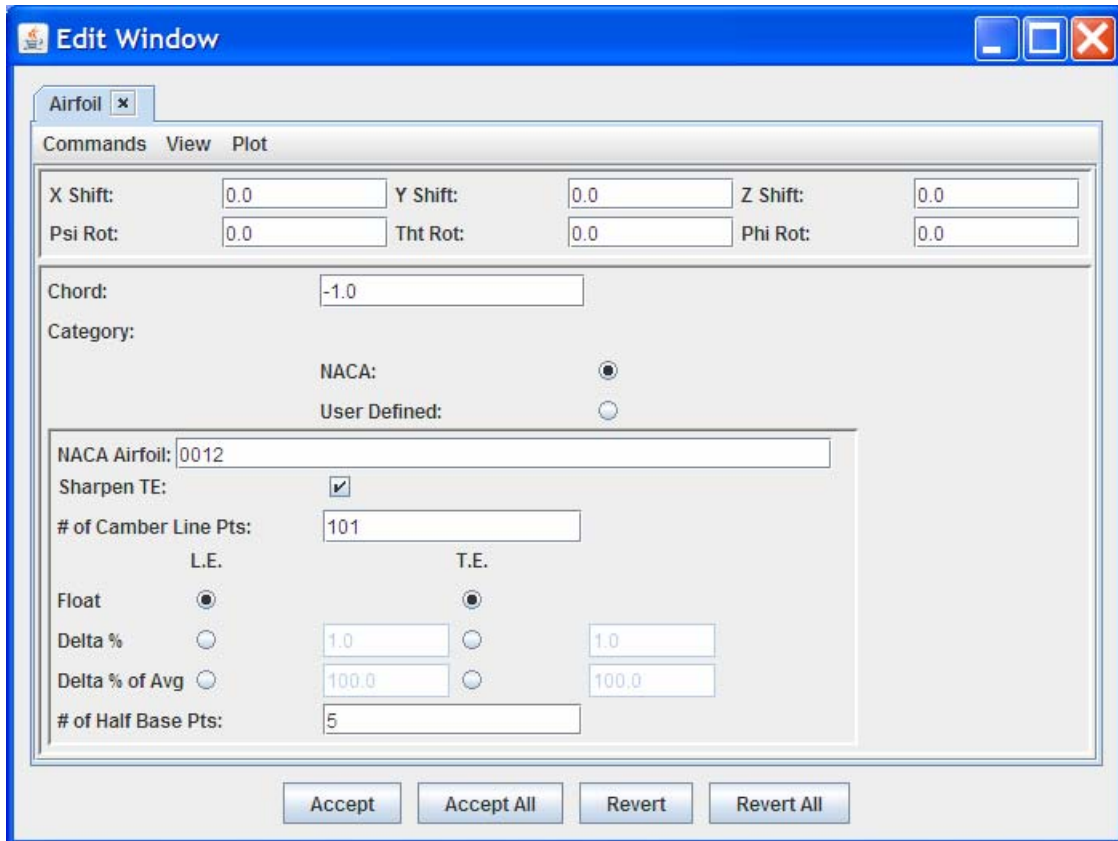 Edit Window
Airfoil
Commands View Plot
X Shift: 0.0 Y Shift: 0.0 Z Shift: 0.0
Psi Rot: 0.0 Tht Rot: 0.0 Phi Rot: 0.0
Chord: -1.0
Category:
NACA:
User Defined:
NACA Airfoil: 0012
Sharpen TE:
# of Camber Line Pts: 101
L.E. T.E.
Float
Delta % 1.0 1.0
Delta % of Avg 100.0 100.0
# of Half Base Pts: 5
Accept Accept All Revert Revert All